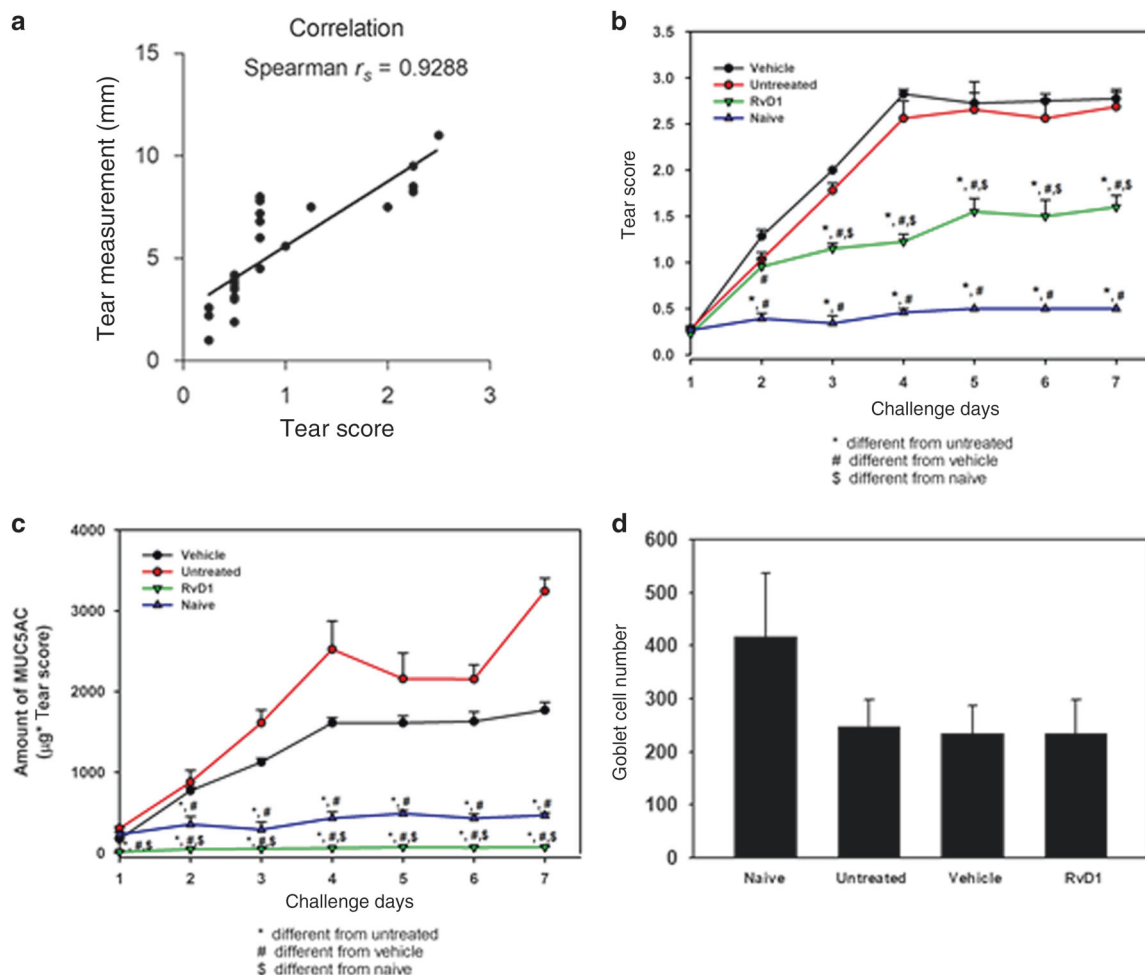 a
Correlation
Spearman rs = 0.9288
Tear measurement (mm)
15
10
5
0
0 1 2 3
Tear score
b
Tear score
3.5
3.0
2.5
2.0
1.5
1.0
0.5
0.0
Vehicle
Untreated
RvD1
Naive
*, #,$ *, #,$ *, #,$ *, #,$ *, #,$
#
*, # *, # *, # *, # *, # *, #
1 2 3 4 5 6 7
Challenge days
* different from untreated
# different from vehicle
$ different from naive
c
Amount of MUC5AC
(µg* Tear score)
4000
3000
2000
1000
0
Vehicle
Untreated
RvD1
Naive
*, # *, # *, # *, # *, # *, #
*, #,$ *, #,$ *, #,$ *, #,$ *, #,$ *, #,$ *, #,$
1 2 3 4 5 6 7
Challenge days
* different from untreated
# different from vehicle
$ different from naive
d
Goblet cell number
600
500
400
300
200
100
0
Naive Untreated Vehicle RvD1